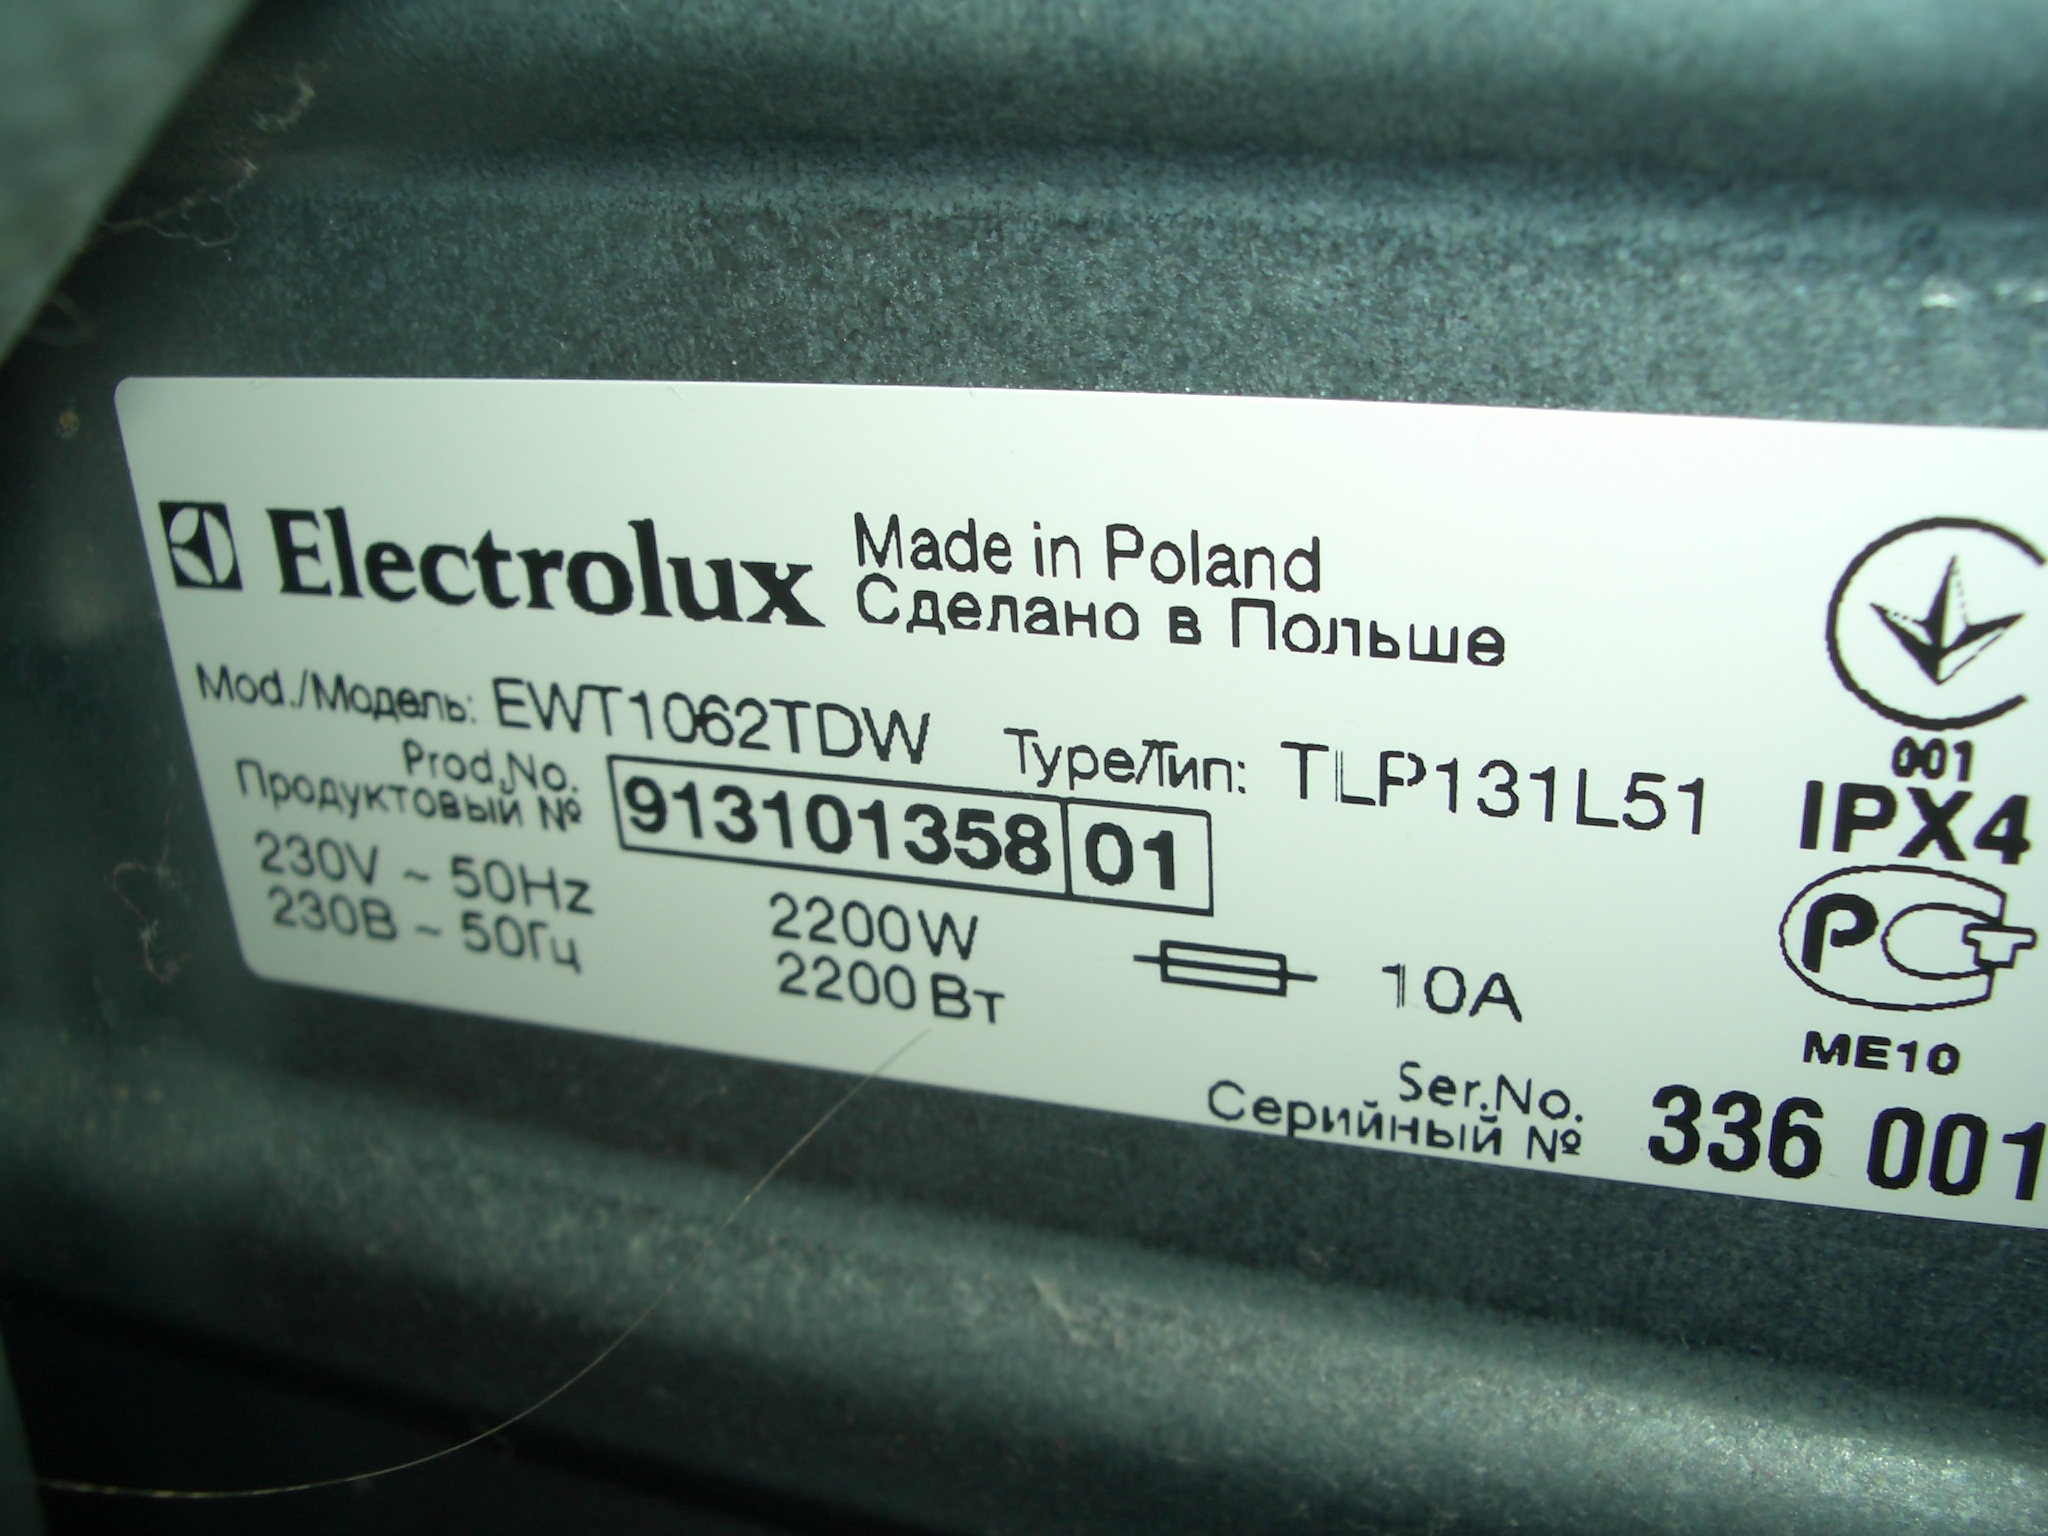 Electrolux
Made in Poland
Сделано в Польше
Mod./Модель: EWT1062TDW
Type/Тип: TLP131L51
Prod.No.
Продуктовый №
913101358 01
230V ~ 50Hz
230В ~ 50Гц
2200W
2200 Вт
10A
001
IPX4
PC
ME10
Ser.No.
Серийный №
336 001